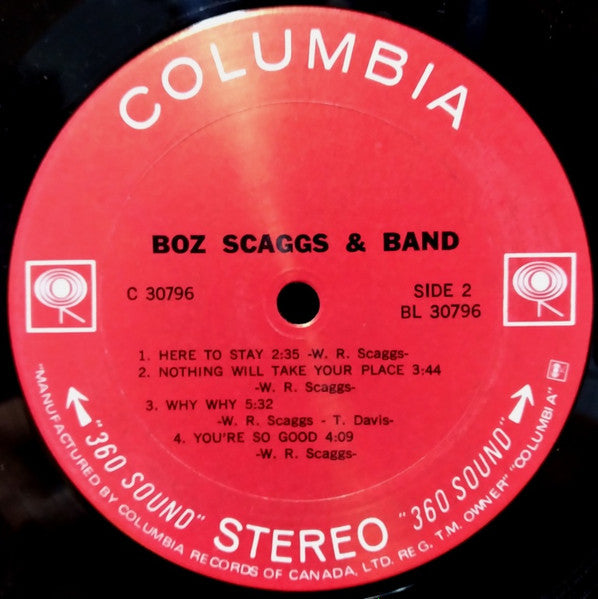 COLUMBIA
BOZ SCAGGS & BAND
C 30796
SIDE 2
BL 30796
1. HERE TO STAY 2:35 -W. R. Scaggs-
2. NOTHING WILL TAKE YOUR PLACE 3:44
-W. R. Scaggs-
3. WHY WHY 5:32
-W. R. Scaggs - T. Davis-
4. YOU'RE SO GOOD 4:09
-W. R. Scaggs-
"360 SOUND" STEREO "360 SOUND"
"MANUFACTURED BY COLUMBIA RECORDS OF CANADA, LTD. REG. T.M. OWNER" "COLUMBIA"